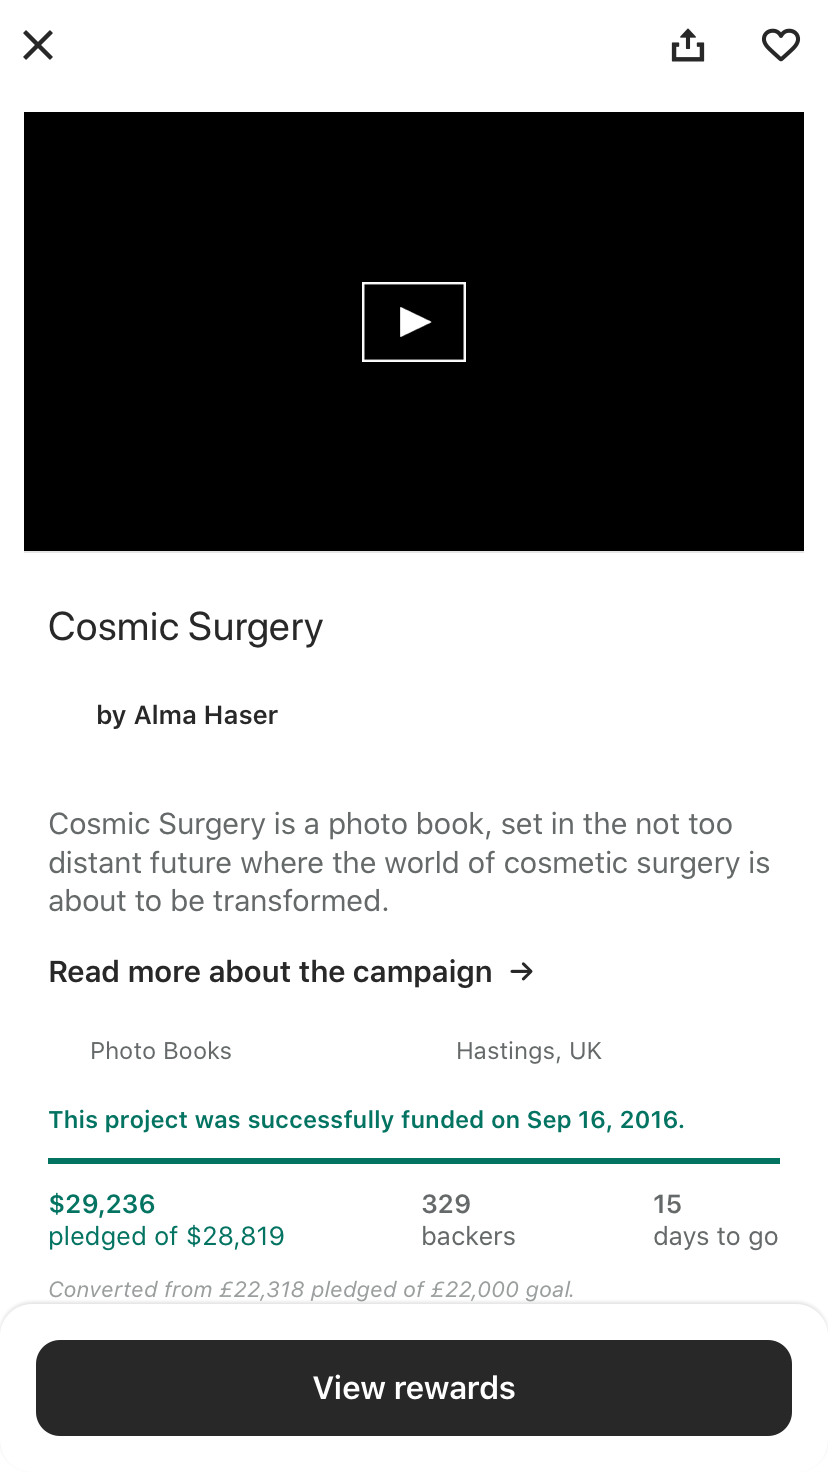 Cosmic Surgery
by Alma Haser
Cosmic Surgery is a photo book, set in the not too
distant future where the world of cosmetic surgery is
about to be transformed.
Read more about the campaign →
Photo Books
Hastings, UK
This project was successfully funded on Sep 16, 2016.
$29,236
pledged of $28,819
329
backers
15
days to go
Converted from £22,318 pledged of £22,000 goal.
View rewards